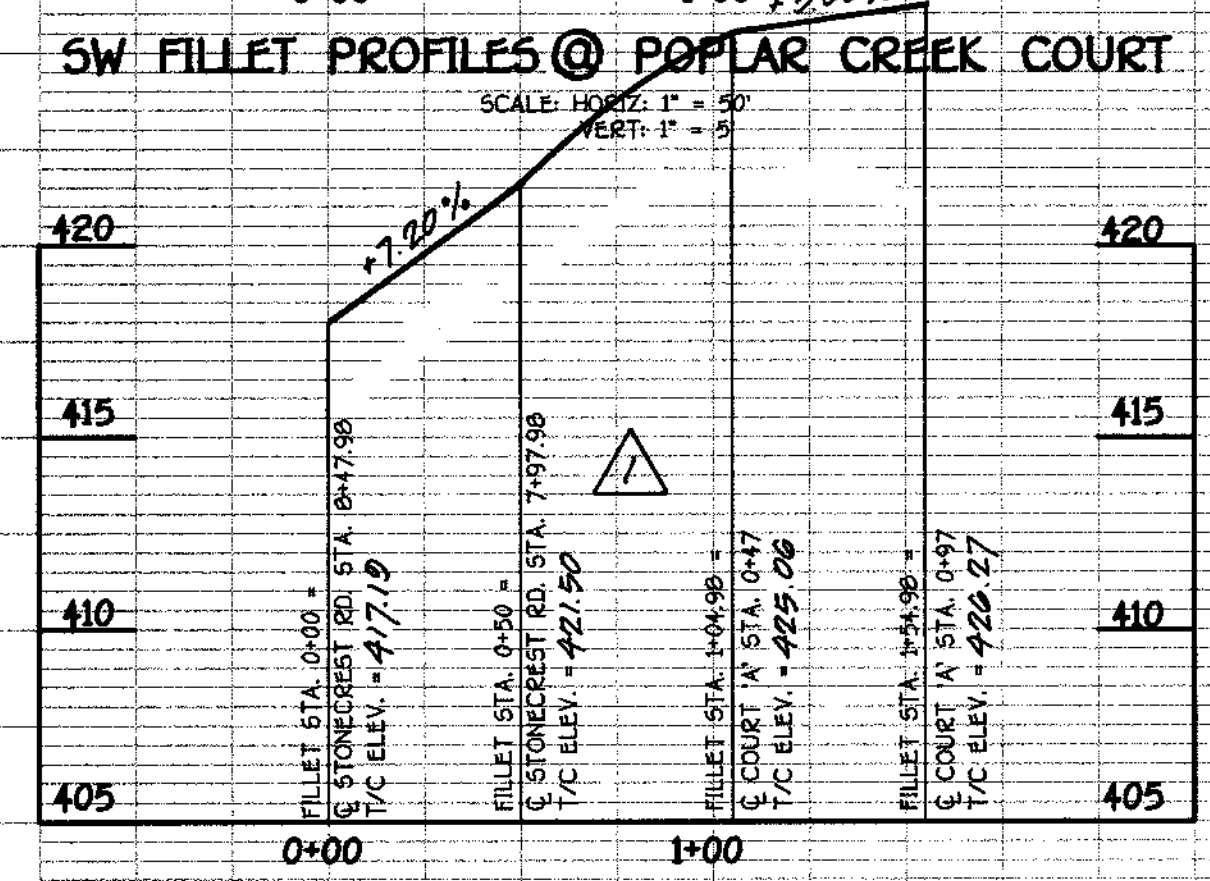 SW FILLET PROFILES @ POPLAR CREEK COURT
SCALE: HORIZ: 1" = 50'
VERT: 1" = 5'
+7.20%
420
420
415
415
410
410
405
405
FILLET STA. 0+00 =
℄ STONECREST RD. STA. 8+47.98
T/C ELEV. = 417.19
FILLET STA. 0+50 =
℄ STONECREST RD. STA. 7+97.98
T/C ELEV. = 421.50
1
FILLET STA. 1+04.98 =
℄ COURT 'A' STA. 0+47
T/C ELEV. = 425.06
FILLET STA. 1+54.98 =
℄ COURT 'A' STA. 0+97
T/C ELEV. = 426.27
0+00
1+00